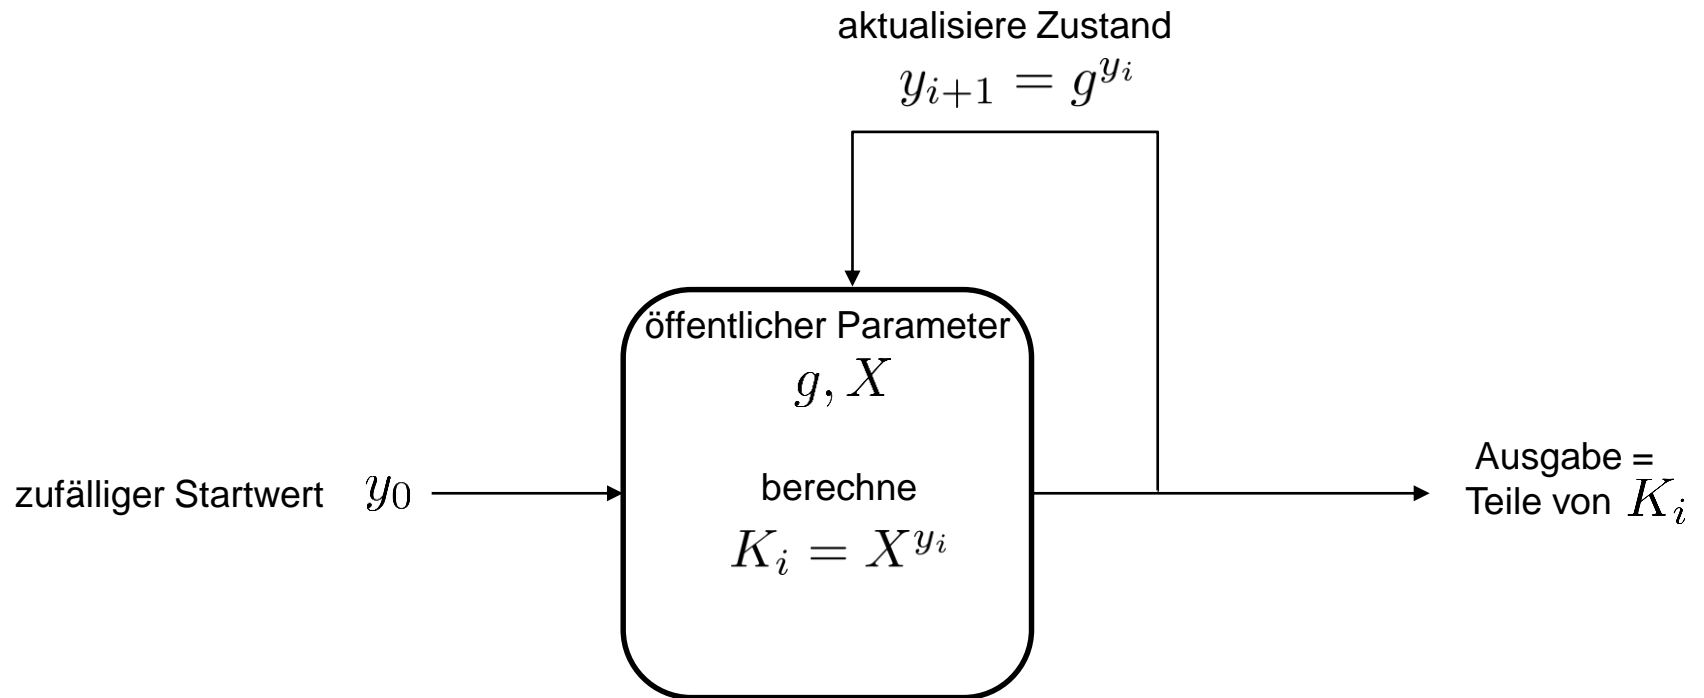 aktualisiere Zustand
$y_{i+1} = g^{y_i}$
öffentlicher Parameter
$g, X$
zufälliger Startwert $y_0$
berechne
$K_i = X^{y_i}$
Ausgabe =
Teile von $K_i$